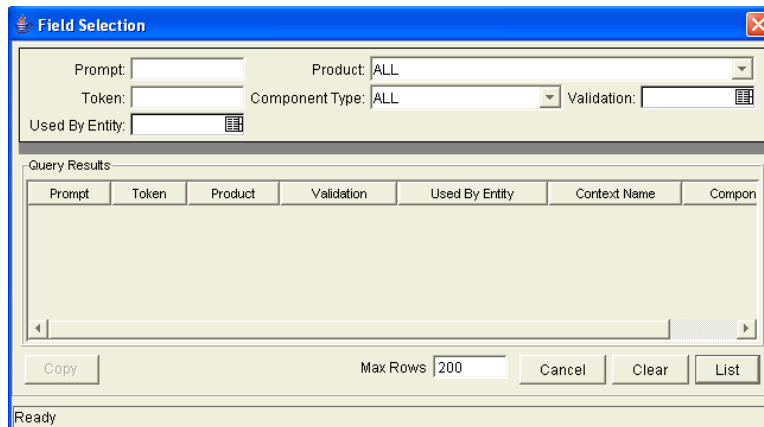 Field Selection
Prompt: Product: ALL
Token: Component Type: ALL Validation:
Used By Entity:
Query Results
Prompt Token Product Validation Used By Entity Context Name Compon
Copy Max Rows 200 Cancel Clear List
Ready